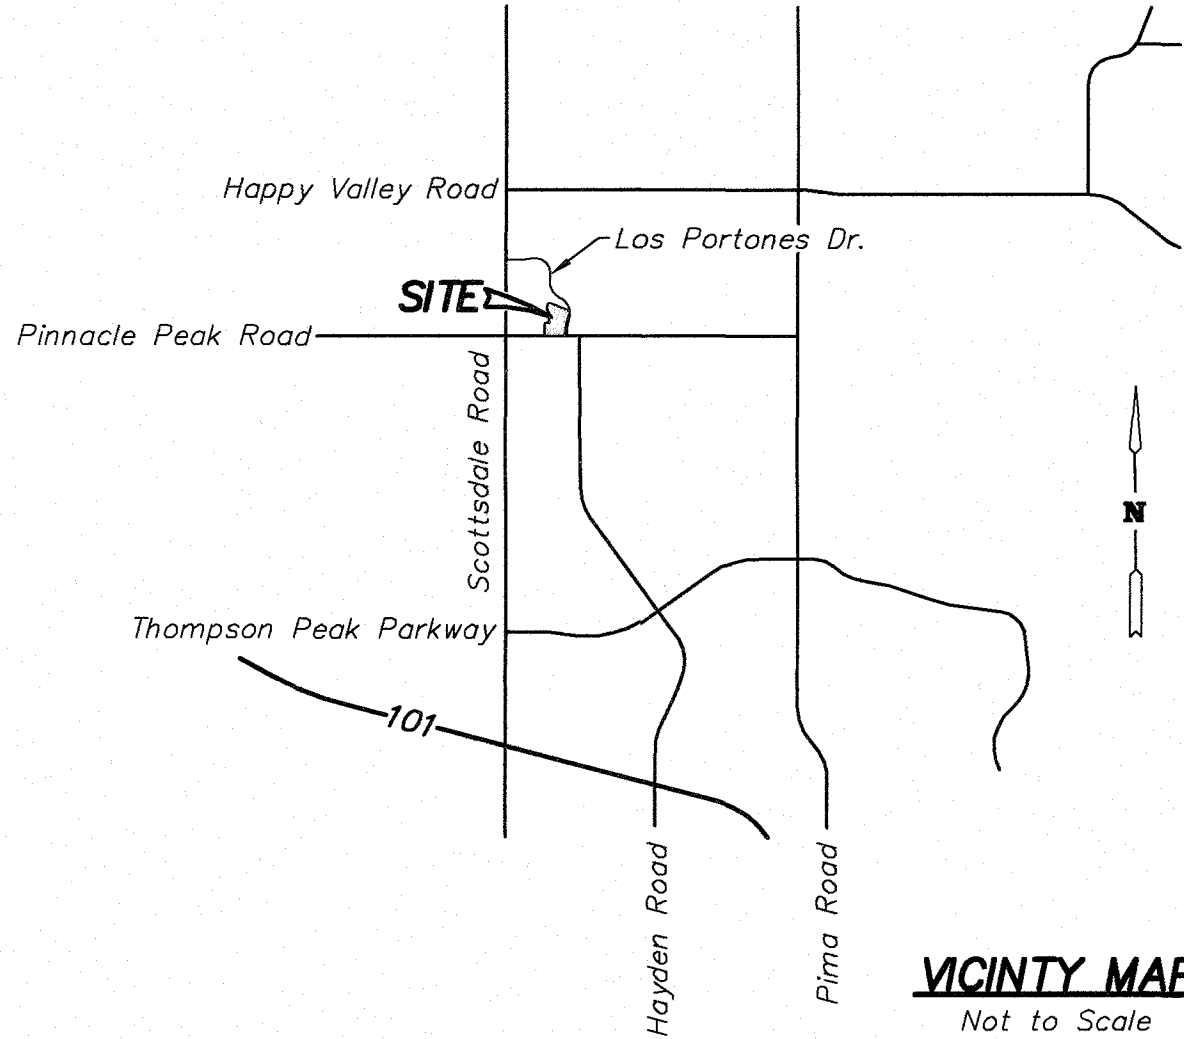 Happy Valley Road
Los Portones Dr.
SITE
Pinnacle Peak Road
Scottsdale Road
N
Thompson Peak Parkway
101
Hayden Road
Pima Road
VICINTY MAP
Not to Scale